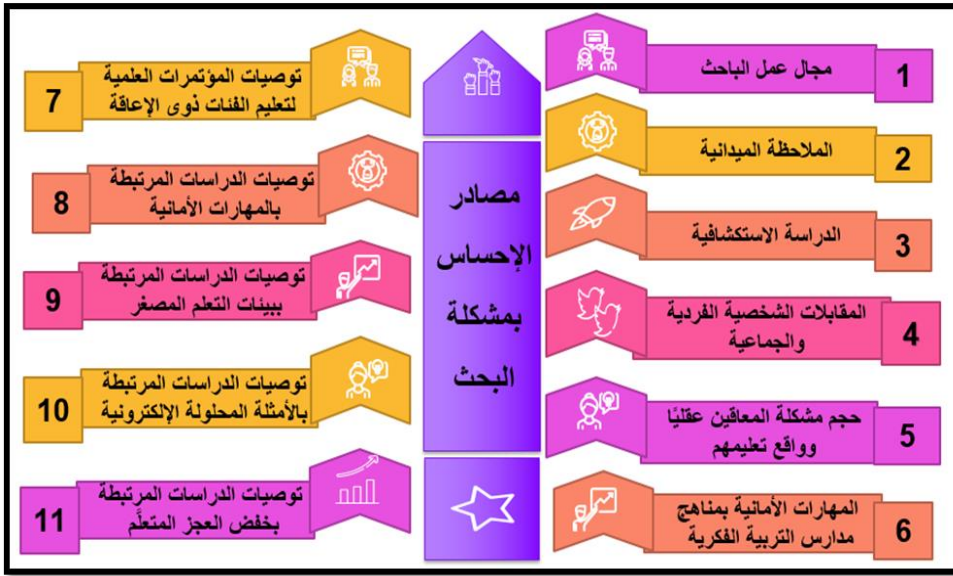 مصادر
الإحساس
بمشكلة
البحث
1
مجال عمل الباحث
2
الملاحظة الميدانية
3
الدراسة الاستكشافية
4
المقابلات الشخصية الفردية
والجماعية
5
حجم مشكلة المعاقين عقليًا
وواقع تعليمهم
6
المهارات الأمانية بمناهج
مدارس التربية الفكرية
7
توصيات المؤتمرات العلمية
لتعليم الفئات ذوى الإعاقة
8
توصيات الدراسات المرتبطة
بالمهارات الأمانية
9
توصيات الدراسات المرتبطة
ببيئات التعلم المصغر
10
توصيات الدراسات المرتبطة
بالأمثلة المحلولة الإلكترونية
11
توصيات الدراسات المرتبطة
بخفض العجز المتعلَّم